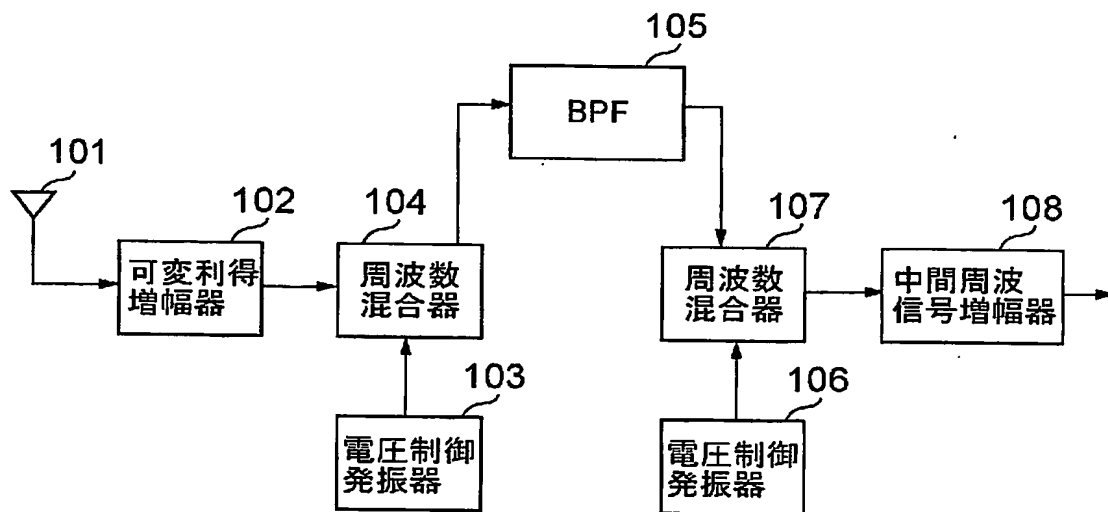 105
BPF
101
102
可変利得
増幅器
104
周波数
混合器
107
周波数
混合器
108
中間周波
信号増幅器
103
電圧制御
発振器
106
電圧制御
発振器